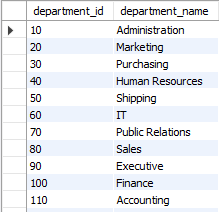 department_id department_name
10 Administration
20 Marketing
30 Purchasing
40 Human Resources
50 Shipping
60 IT
70 Public Relations
80 Sales
90 Executive
100 Finance
110 Accounting